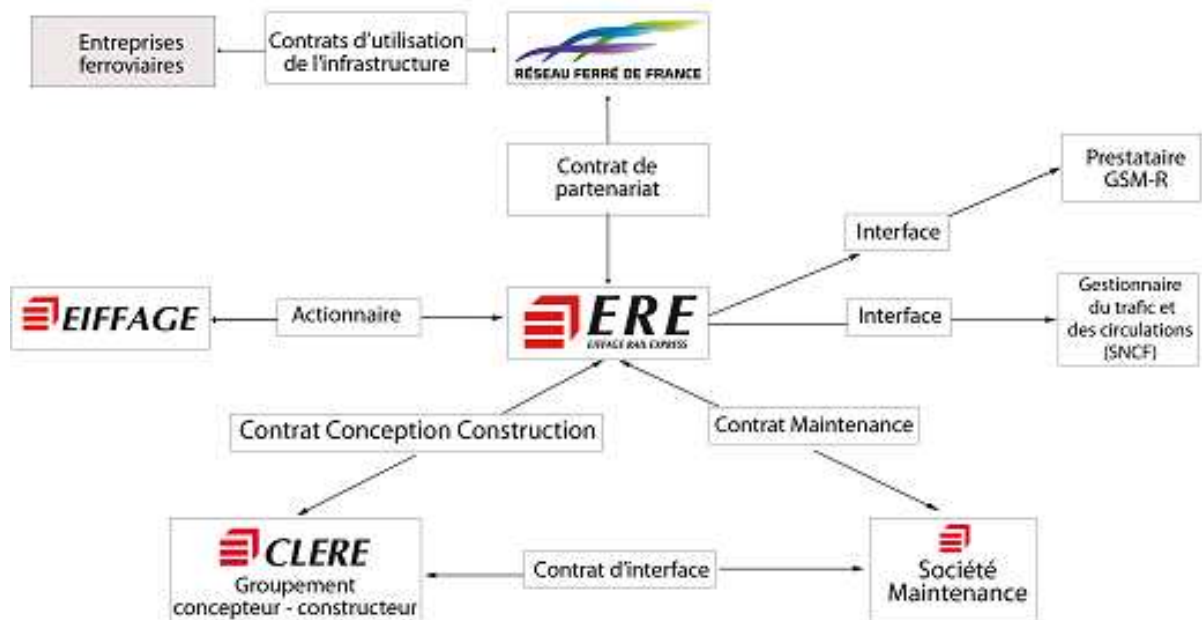 Entreprises
ferroviaires
Contrats d'utilisation
de l'infrastructure
RÉSEAU FERRÉ DE FRANCE
Contrat de
partenariat
Prestataire
GSM-R
Interface
EIFFAGE
Actionnaire
ERE
EIFFAGE RAIL EXPRESS
Interface
Gestionnaire
du trafic et
des circulations
(SNCF)
Contrat Conception Construction
Contrat Maintenance
CLERE
Groupement
concepteur - constructeur
Contrat d'interface
Société
Maintenance